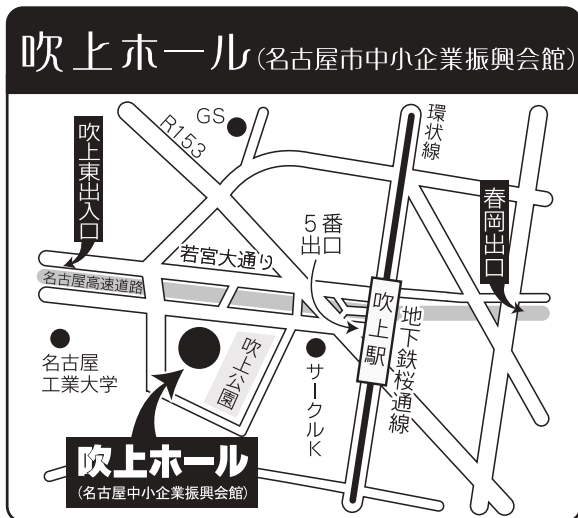 吹上ホール(名古屋市中小企業振興会館)
GS
R153
環状線
吹上東出入口
春岡出口
5番
出口
若宮大通り
名古屋高速道路
吹上駅
地下鉄桜通線
名古屋
工業大学
吹上公園
サークルK
吹上ホール
(名古屋中小企業振興会館)